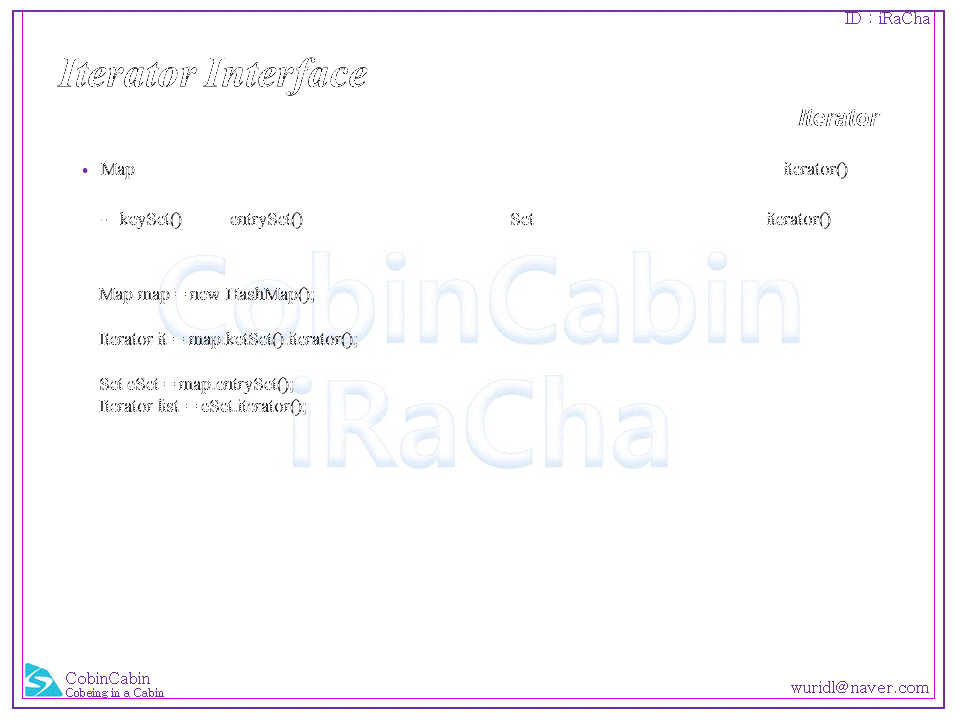 ID : iRaCha
Iterator Interface
Iterator
• Map iterator()
– keySet() entrySet() Set iterator()
Map map = new HashMap();
Iterator it = map.ketSet().iterator();
Set eSet = map.entrySet();
Iterator list = eSet.iterator();
CobinCabin
iRaCha
CobinCabin
Cobeing in a Cabin
wuridl@naver.com